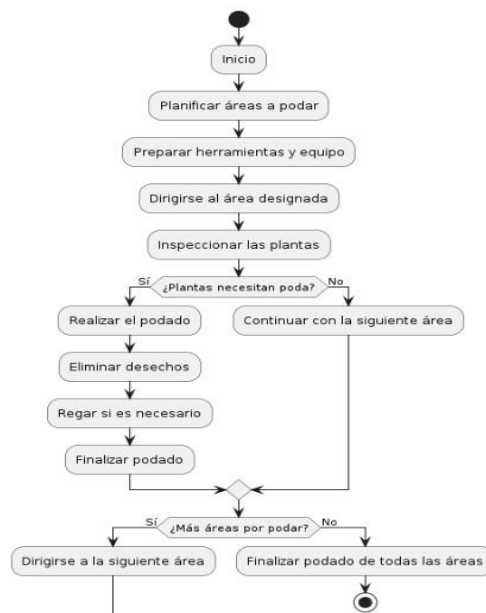 Inicio
Planificar áreas a podar
Preparar herramientas y equipo
Dirigirse al área designada
Inspeccionar las plantas
¿Plantas necesitan poda?
Sí
No
Realizar el podado
Continuar con la siguiente área
Eliminar desechos
Regar si es necesario
Finalizar podado
¿Más áreas por podar?
Sí
No
Dirigirse a la siguiente área
Finalizar podado de todas las áreas